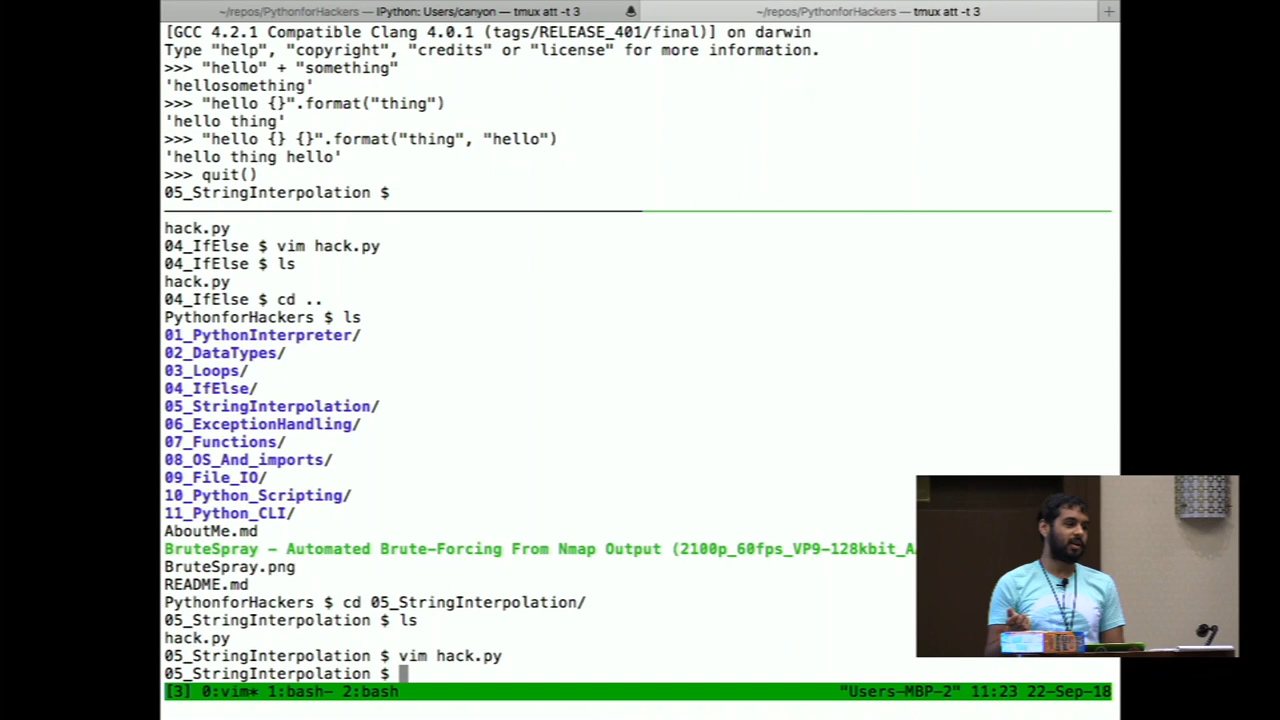 ~/repos/PythonforHackers — IPython: Users/canyon — tmux att -t 3
~/repos/PythonforHackers — tmux att -t 3
+
[GCC 4.2.1 Compatible Clang 4.0.1 (tags/RELEASE_401/final)] on darwin
Type "help", "copyright", "credits" or "license" for more information.
>>> "hello" + "something"
'hellosomething'
>>> "hello {}".format("thing")
'hello thing'
>>> "hello {} {}".format("thing", "hello")
'hello thing hello'
>>> quit()
05_StringInterpolation $
hack.py
04_IfElse $ vim hack.py
04_IfElse $ ls
hack.py
04_IfElse $ cd ..
PythonforHackers $ ls
01_PythonInterpreter/
02_DataTypes/
03_Loops/
04_IfElse/
05_StringInterpolation/
06_ExceptionHandling/
07_Functions/
08_OS_And_imports/
09_File_IO/
10_Python_Scripting/
11_Python_CLI/
AboutMe.md
BruteSpray - Automated Brute-Forcing From Nmap Output (2100p_60fps_VP9-128kbit_A
BruteSpray.png
README.md
PythonforHackers $ cd 05_StringInterpolation/
05_StringInterpolation $ ls
hack.py
05_StringInterpolation $ vim hack.py
05_StringInterpolation $
[3] 0:vim* 1:bash- 2:bash "Users-MBP-2" 11:23 22-Sep-18